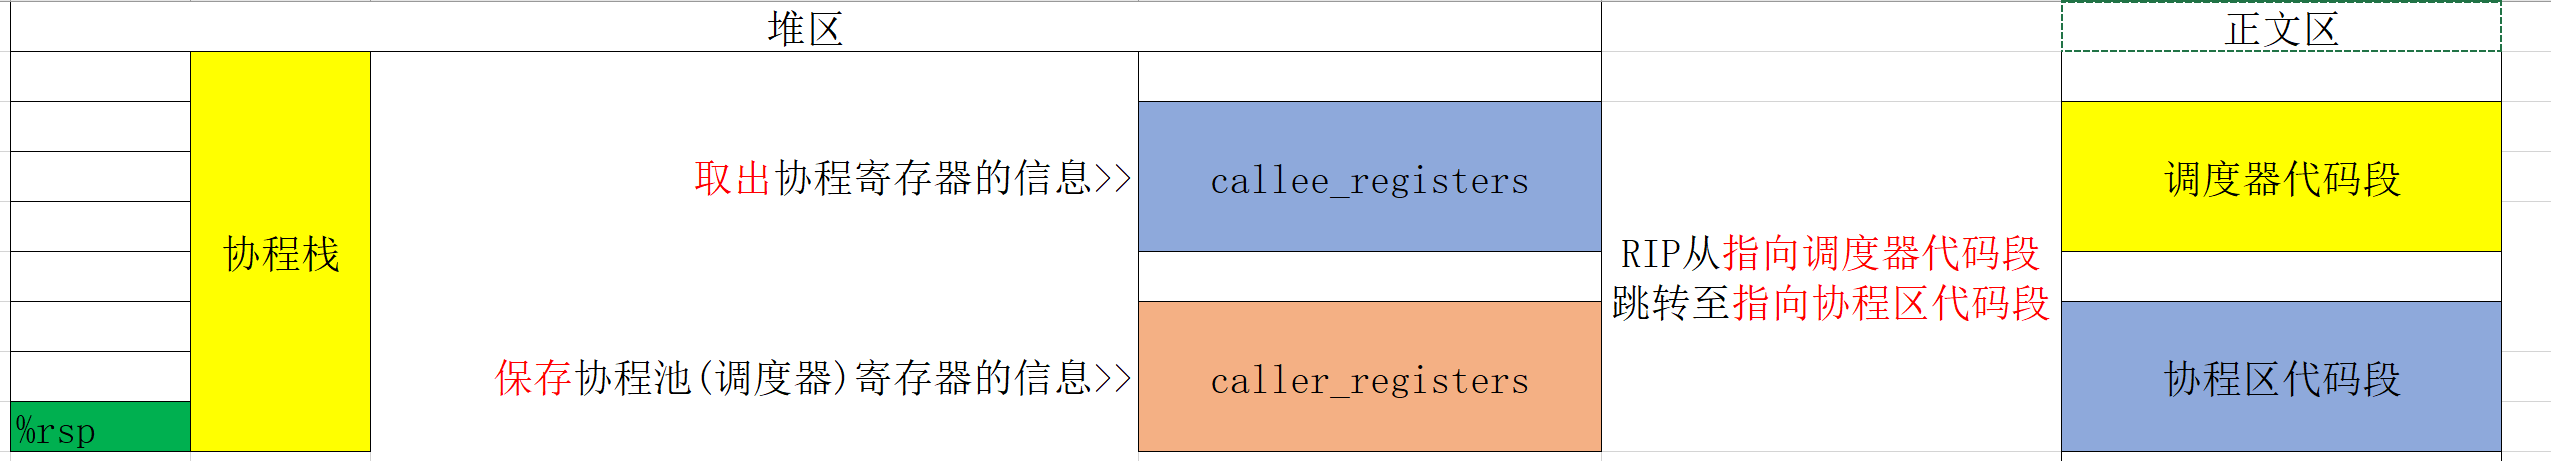 堆区
正文区
协程栈
取出协程寄存器的信息>>
callee_registers
调度器代码段
RIP从指向调度器代码段
跳转至指向协程区代码段
保存协程池(调度器)寄存器的信息>>
caller_registers
协程区代码段
%rsp